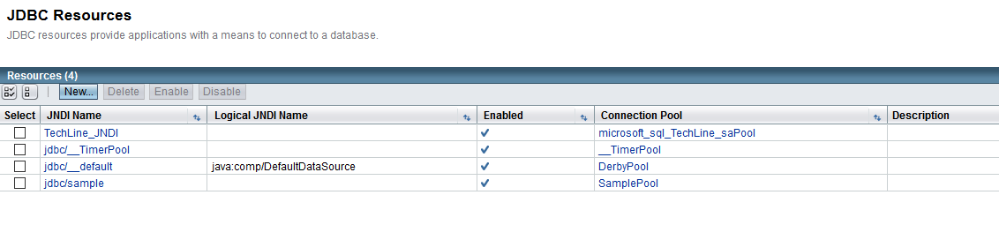 JDBC Resources
JDBC resources provide applications with a means to connect to a database.
Resources (4)
New... Delete Enable Disable
Select JNDI Name Logical JNDI Name Enabled Connection Pool Description
TechLine_JNDI microsoft_sql_TechLine_saPool
jdbc/__TimerPool __TimerPool
jdbc/__default java:comp/DefaultDataSource DerbyPool
jdbc/sample SamplePool